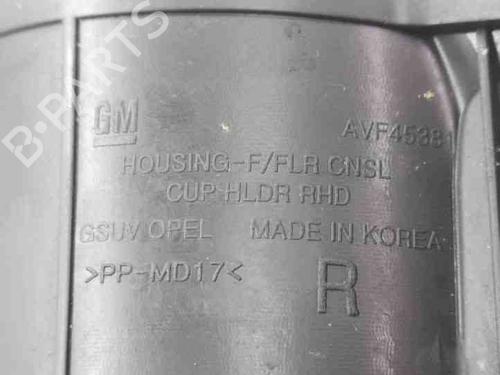 B-PARTS
GM
AVF45381
HOUSING-F/FLR CNSL
CUP HLDR RHD
GSUV OPEL MADE IN KOREA
>PP-MD17<
R